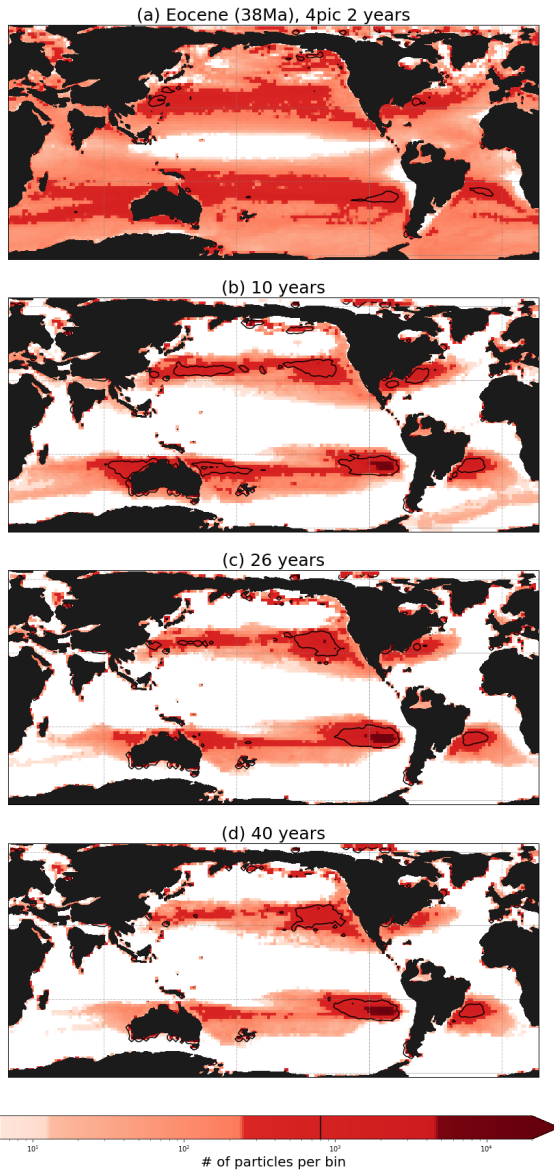 (a) Eocene (38Ma), 4pic 2 years
(b) 10 years
(c) 26 years
(d) 40 years
10¹ 10² 10³ 10⁴
# of particles per bin